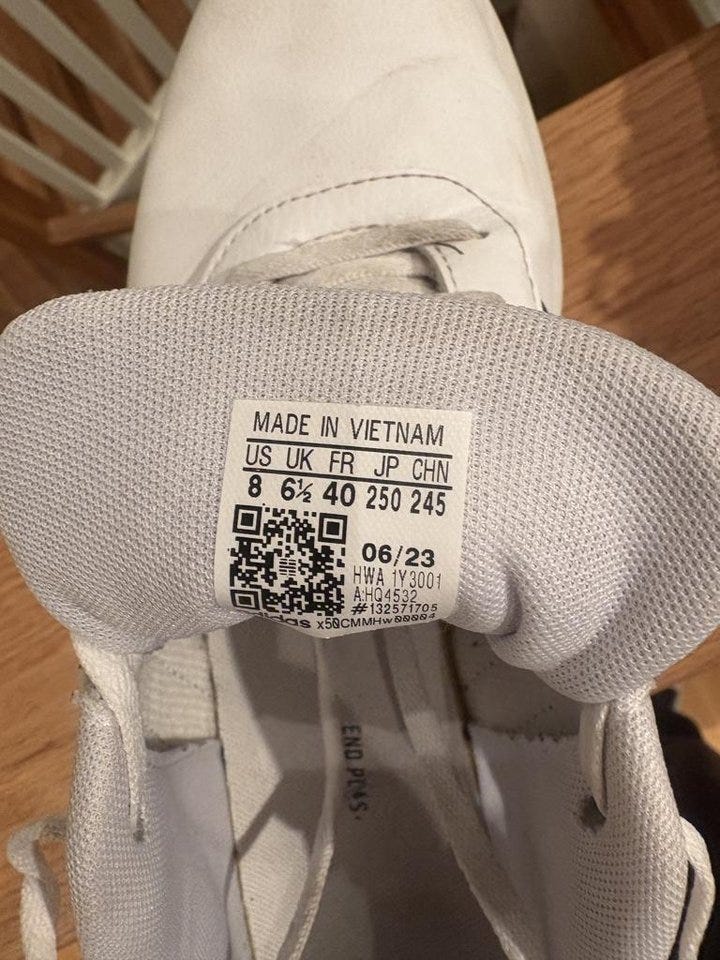 MADE IN VIETNAM
US UK FR JP CHN
8 6½ 40 250 245
06/23
HWA 1Y3001
A:HQ4532
#132571705
adidas x50CMMHw00004